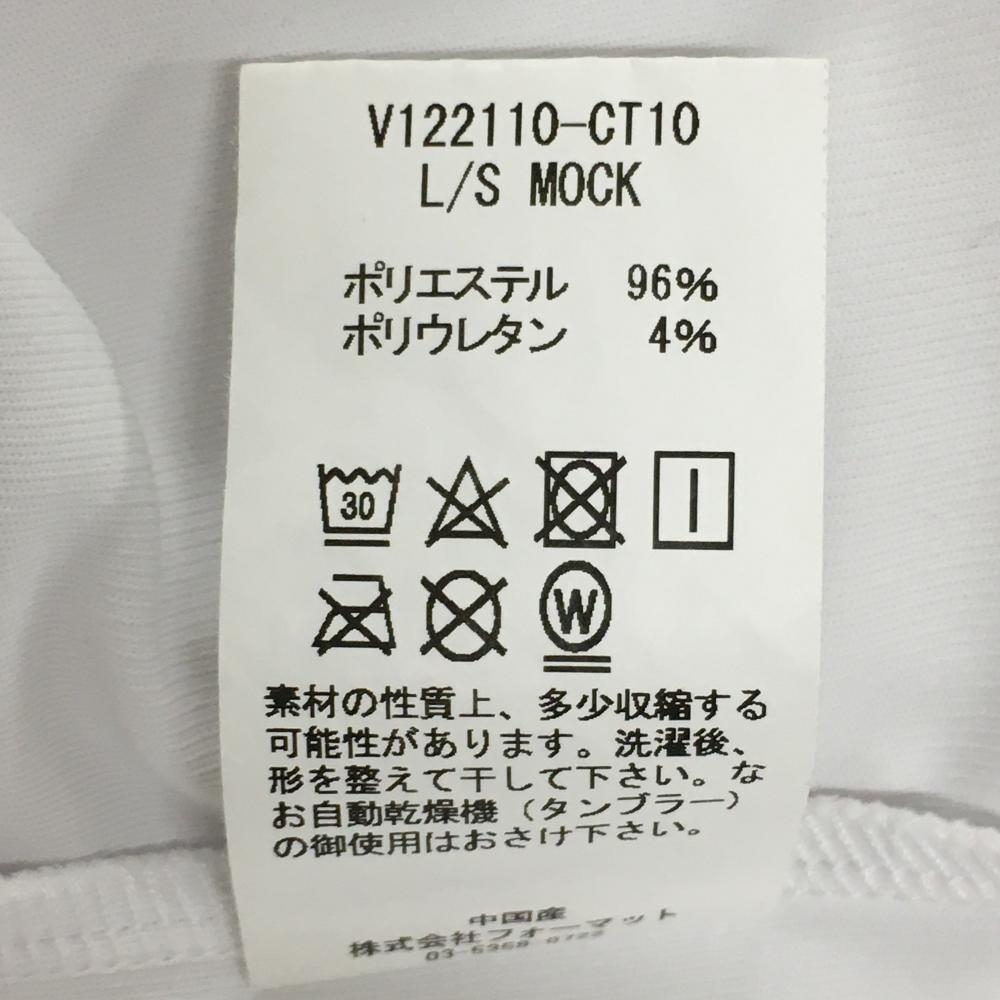 V122110-CT10
L/S MOCK
ポリエステル 96%
ポリウレタン 4%
30
W
素材の性質上、多少収縮する
可能性があります。洗濯後、
形を整えて干して下さい。な
お自動乾燥機（タンブラー）
の御使用はおさけ下さい。
中国産
株式会社フォーマット